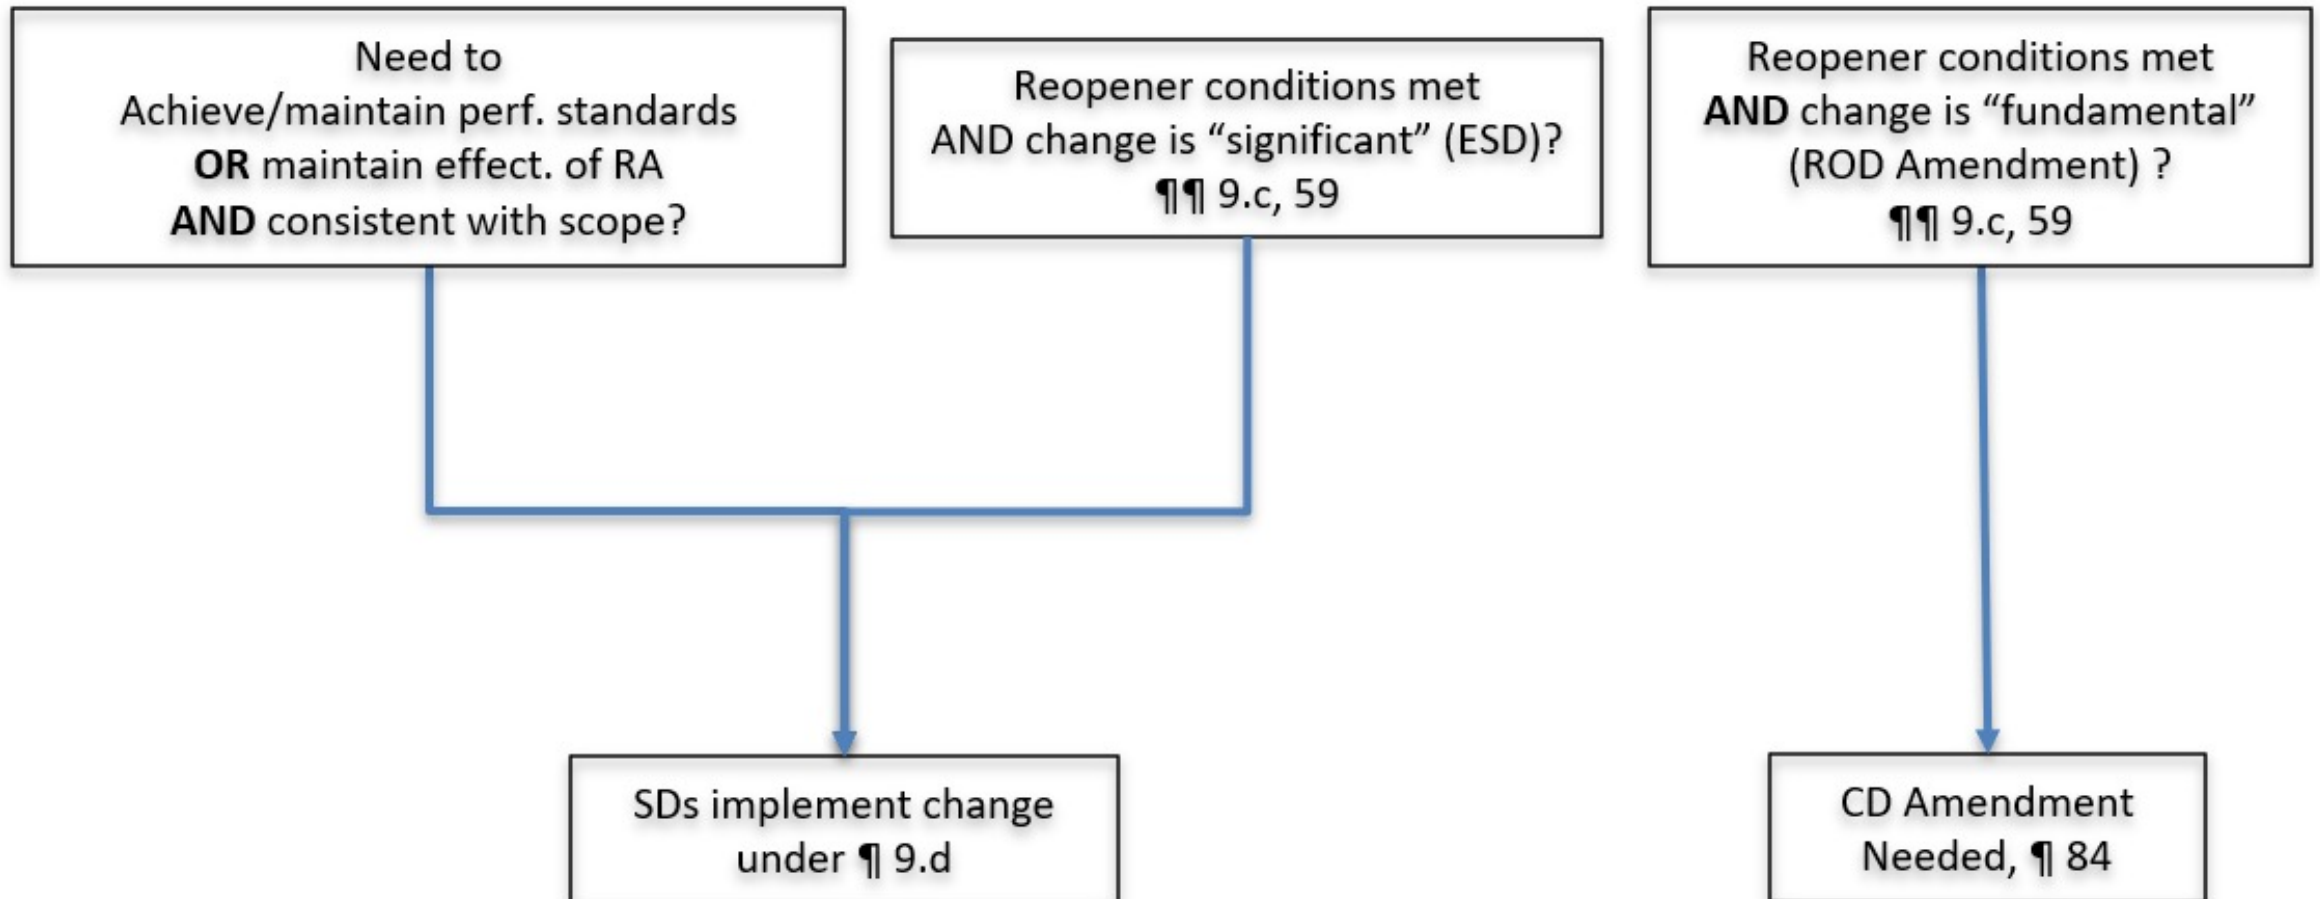 Need to
Achieve/maintain perf. standards
OR maintain effect. of RA
AND consistent with scope?
Reopener conditions met
AND change is “significant” (ESD)?
¶¶ 9.c, 59
Reopener conditions met
AND change is “fundamental”
(ROD Amendment) ?
¶¶ 9.c, 59
SDs implement change
under ¶ 9.d
CD Amendment
Needed, ¶ 84